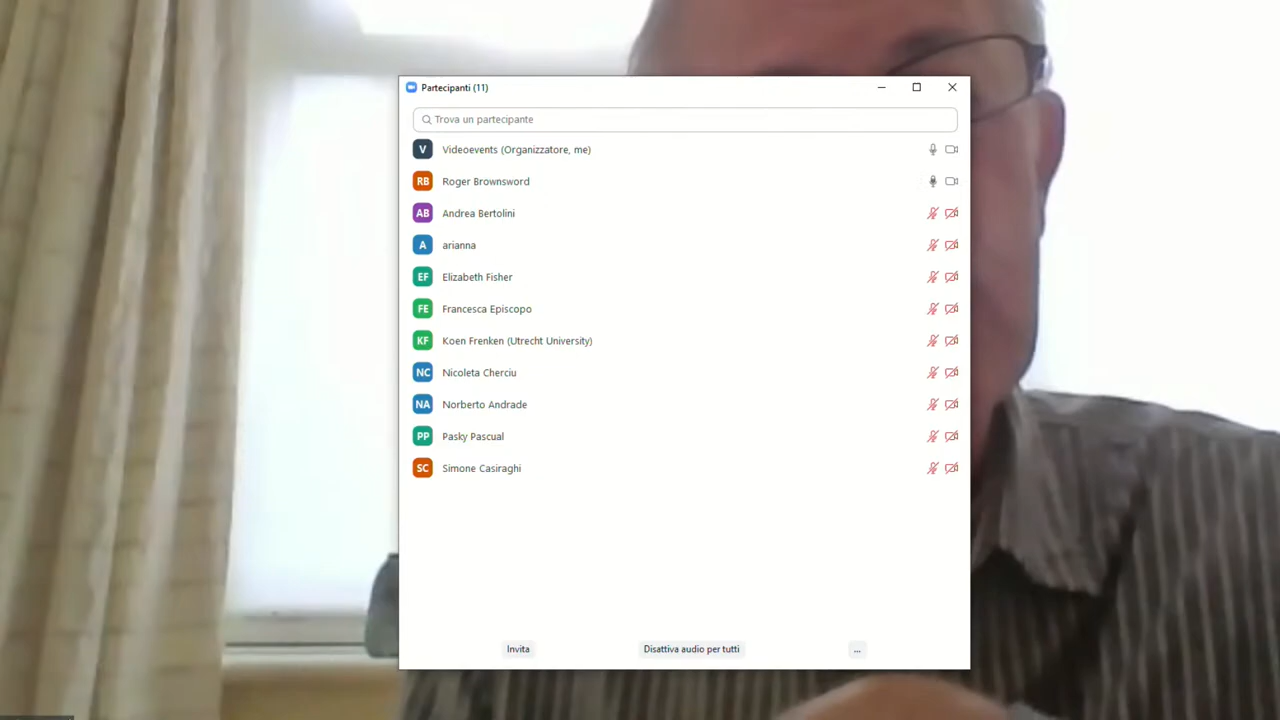 Partecipanti (11)
Trova un partecipante
V Videoevents (Organizzatore, me)
RB Roger Brownsword
AB Andrea Bertolini
A arianna
EF Elizabeth Fisher
FE Francesca Episcopo
KF Koen Frenken (Utrecht University)
NC Nicoleta Cherciu
NA Norberto Andrade
PP Pasky Pascual
SC Simone Casiraghi
Invita Disattiva audio per tutti ...